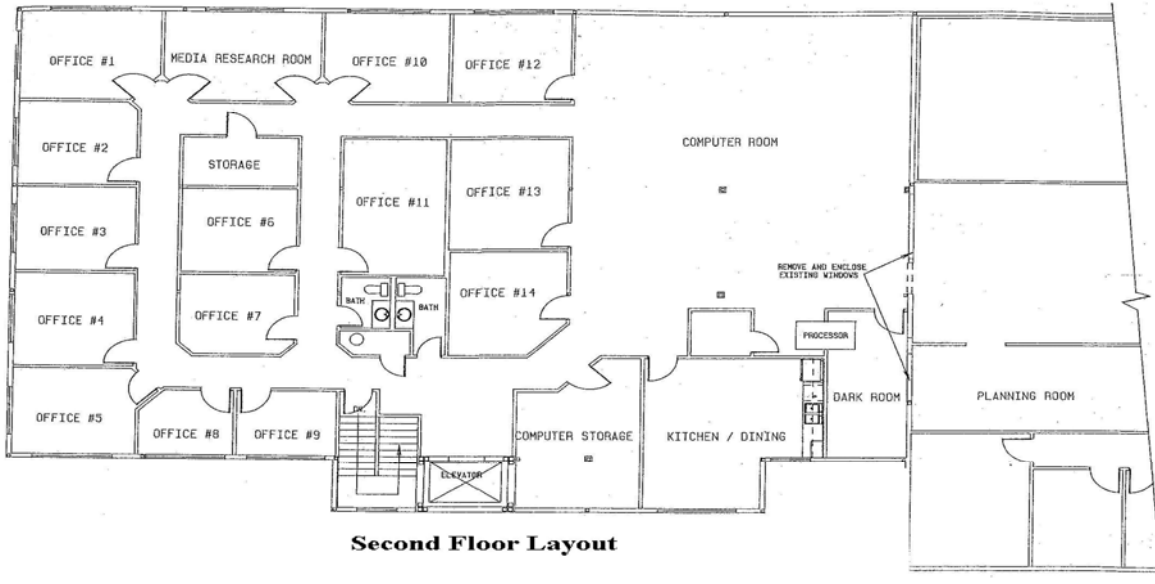 OFFICE #1
MEDIA RESEARCH ROOM
OFFICE #10
OFFICE #12
OFFICE #2
STORAGE
COMPUTER ROOM
OFFICE #3
OFFICE #6
OFFICE #11
OFFICE #13
REMOVE AND ENCLOSE
EXISTING WINDOWS
OFFICE #4
OFFICE #7
BATH
BATH
OFFICE #14
PROCESSOR
OFFICE #5
OFFICE #8
OFFICE #9
DN.
COMPUTER STORAGE
KITCHEN / DINING
DARK ROOM
PLANNING ROOM
ELEVATOR
Second Floor Layout